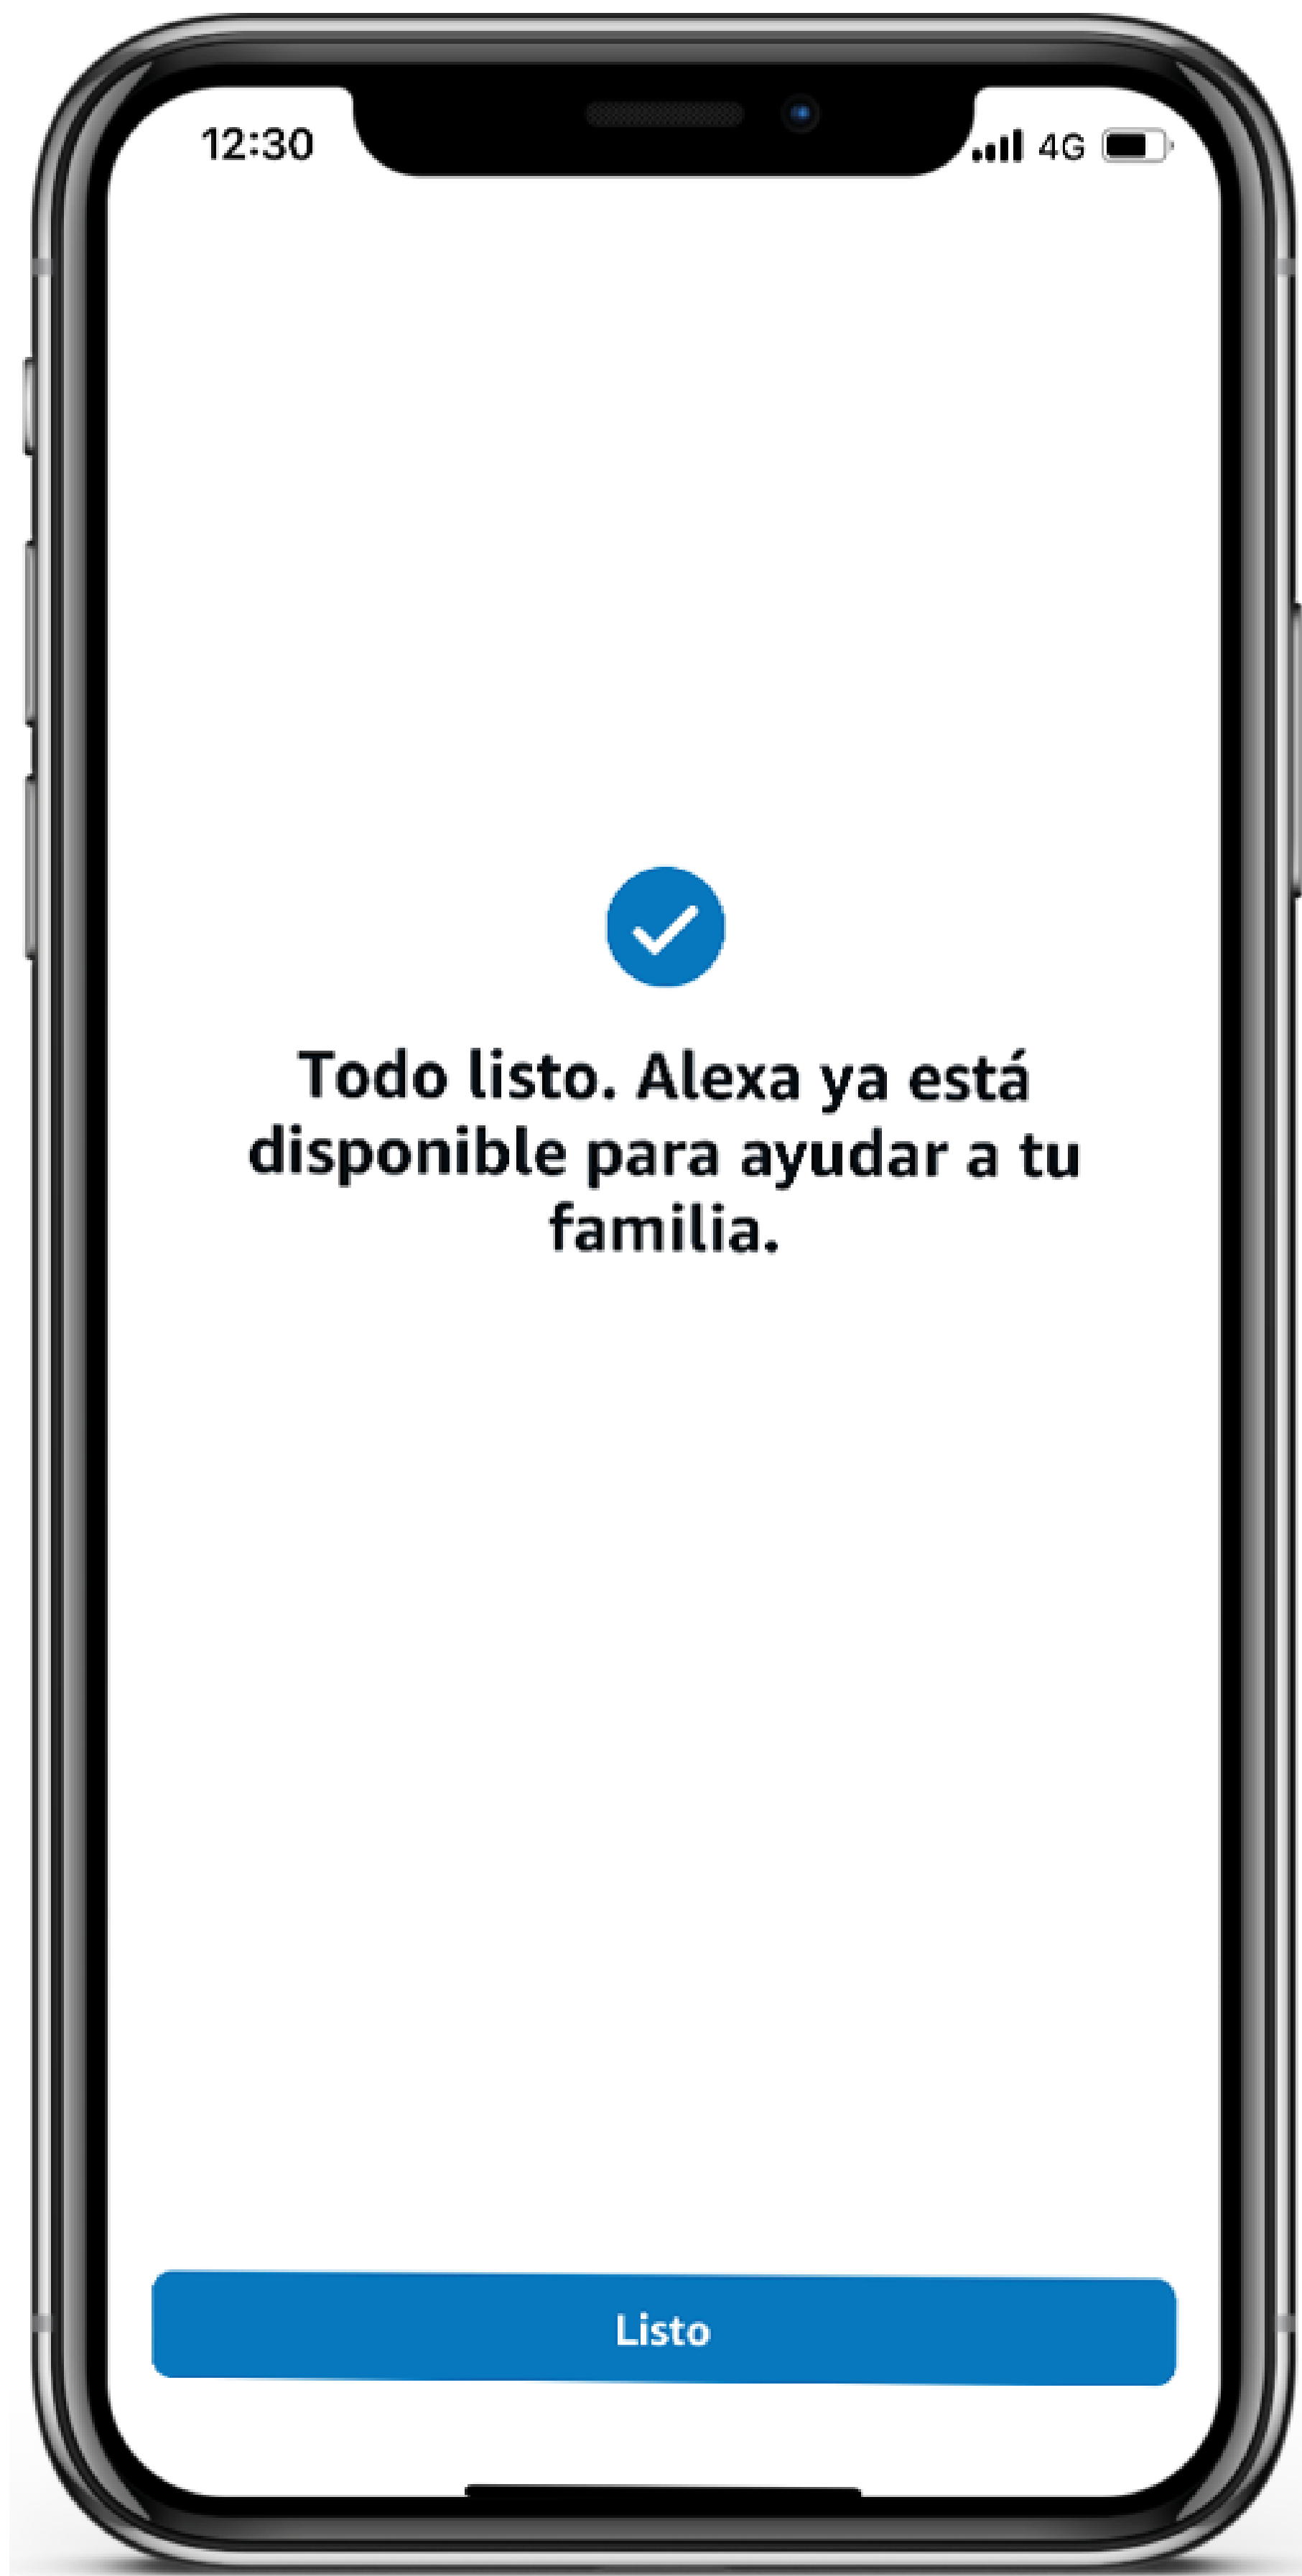 12:30 4G
Todo listo. Alexa ya está
disponible para ayudar a tu
familia.
Listo